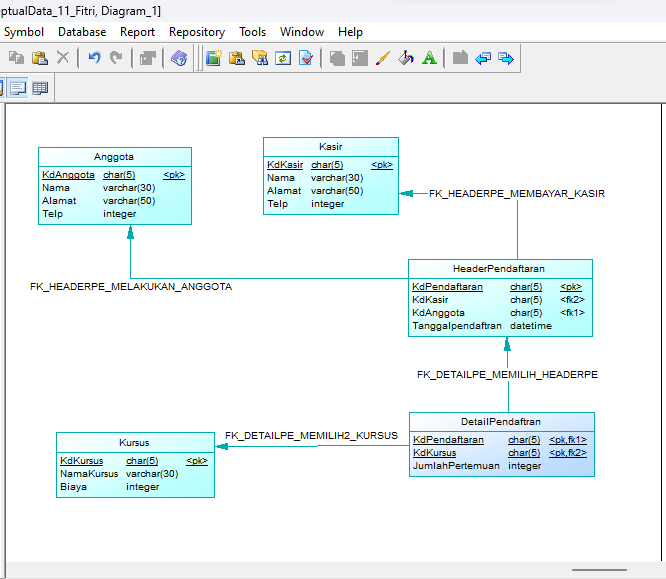 eptualData_11_Fitri, Diagram_1]
Symbol Database Report Repository Tools Window Help
Anggota
KdAnggota char(5) <pk>
Nama varchar(30)
Alamat varchar(50)
Telp integer
Kasir
KdKasir char(5) <pk>
Nama varchar(30)
Alamat varchar(50)
Telp integer
FK_HEADERPE_MEMBAYAR_KASIR
FK_HEADERPE_MELAKUKAN_ANGGOTA
HeaderPendaftaran
KdPendaftaran char(5) <pk>
KdKasir char(5) <fk2>
KdAnggota char(5) <fk1>
Tanggalpendaftran datetime
FK_DETAILPE_MEMILIH_HEADERPE
DetailPendaftran
KdPendaftaran char(5) <pk,fk1>
KdKursus char(5) <pk,fk2>
JumlahPertemuan integer
FK_DETAILPE_MEMILIH2_KURSUS
Kursus
KdKursus char(5) <pk>
NamaKursus varchar(30)
Biaya integer